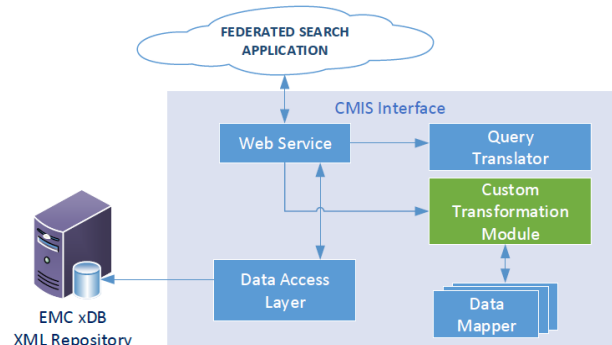 FEDERATED SEARCH
APPLICATION
CMIS Interface
Web Service
Query
Translator
Custom
Transformation
Module
Data Access
Layer
Data
Mapper
EMC xDB
XML Repository